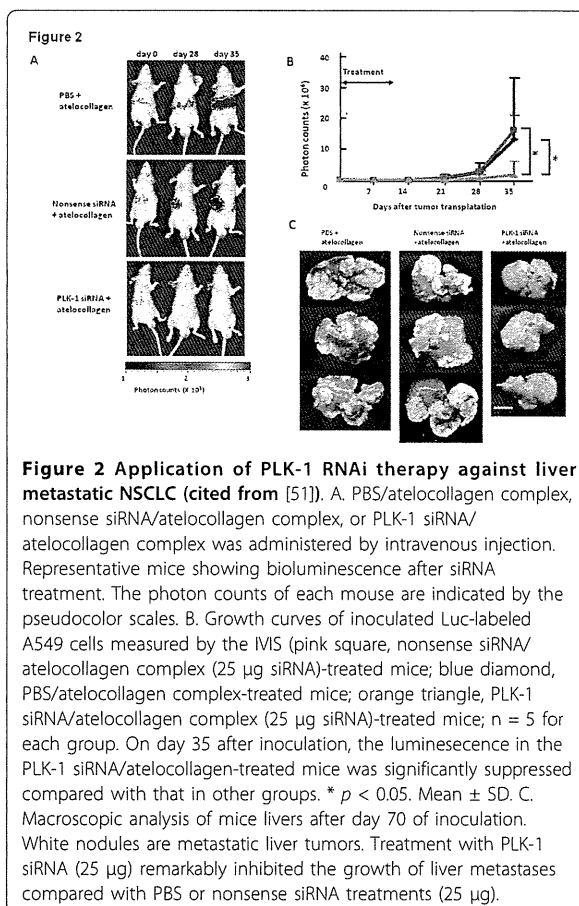 Figure 2
A
day 0 day 28 day 35
PBS +
atelocollagen
Nonsense siRNA
+ atelocollagen
PLK-1 siRNA +
atelocollagen
1 2 3
Photon counts (X 10⁵)
B
Photon counts (x 10⁶)
40
30
20
10
0
Treatment
*
*
7 14 21 28 35
Days after tumor transplatation
C
PBS +
atelocollagen
Nonsense siRNA
+atelocollagen
PLK-1 siRNA
+atelocollagen
Figure 2 Application of PLK-1 RNAi therapy against liver
metastatic NSCLC (cited from [51]). A. PBS/atelocollagen complex,
nonsense siRNA/atelocollagen complex, or PLK-1 siRNA/
atelocollagen complex was administered by intravenous injection.
Representative mice showing bioluminescence after siRNA
treatment. The photon counts of each mouse are indicated by the
pseudocolor scales. B. Growth curves of inoculated Luc-labeled
A549 cells measured by the IVIS (pink square, nonsense siRNA/
atelocollagen complex (25 μg siRNA)-treated mice; blue diamond,
PBS/atelocollagen complex-treated mice; orange triangle, PLK-1
siRNA/atelocollagen complex (25 μg siRNA)-treated mice; n = 5 for
each group. On day 35 after inoculation, the luminesecence in the
PLK-1 siRNA/atelocollagen-treated mice was significantly suppressed
compared with that in other groups. * p < 0.05. Mean ± SD. C.
Macroscopic analysis of mice livers after day 70 of inoculation.
White nodules are metastatic liver tumors. Treatment with PLK-1
siRNA (25 μg) remarkably inhibited the growth of liver metastases
compared with PBS or nonsense siRNA treatments (25 μg).